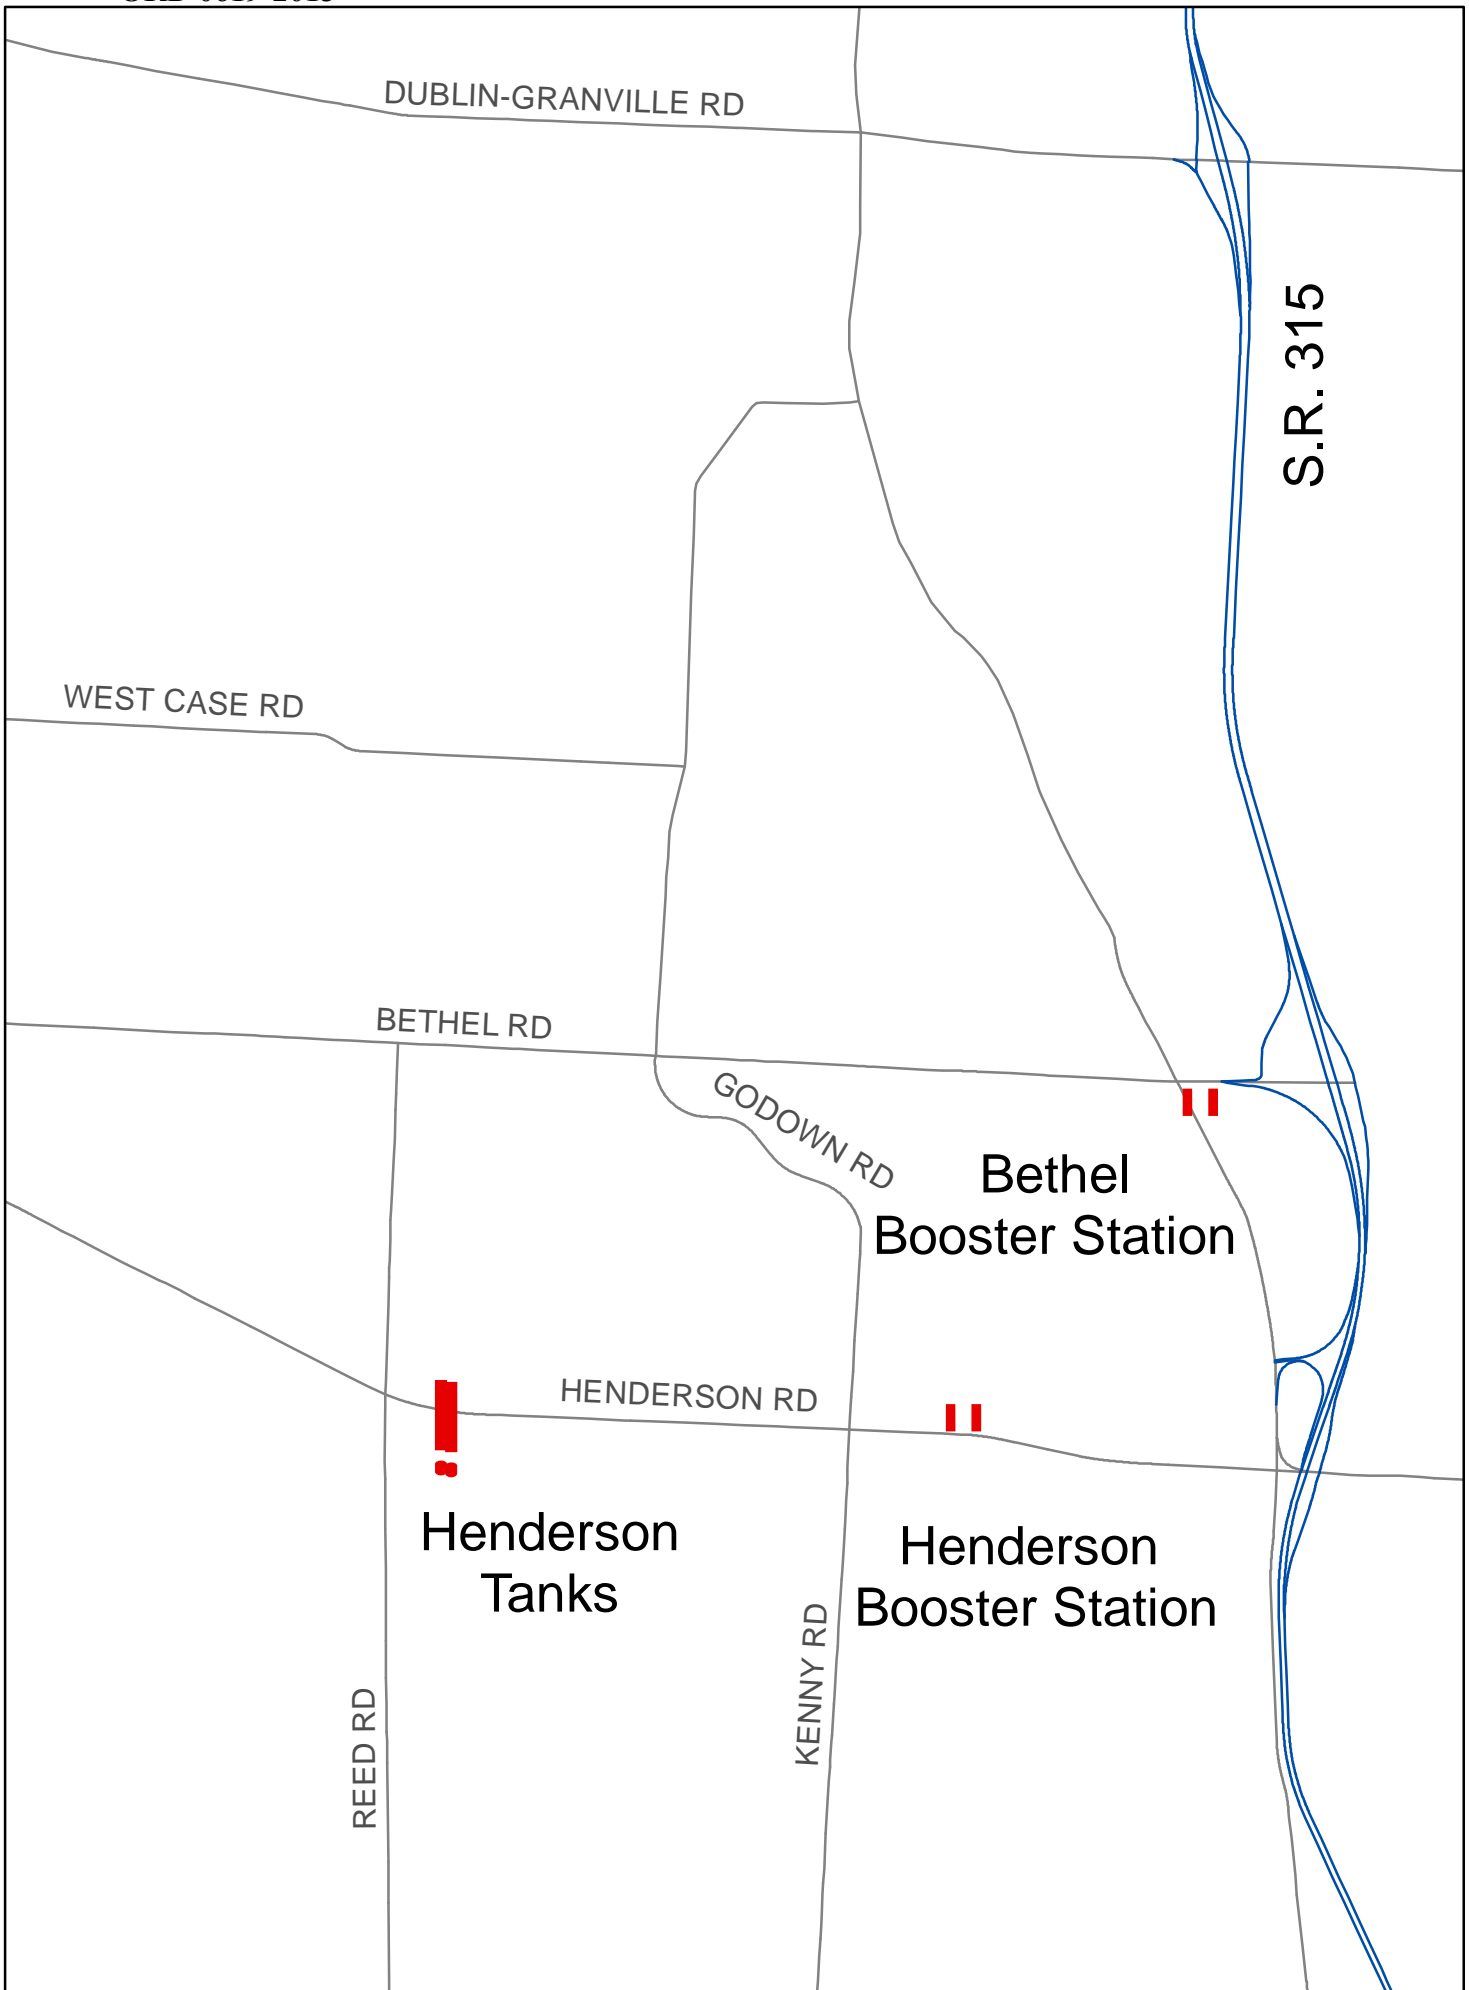 DUBLIN-GRANVILLE RD
S.R. 315
WEST CASE RD
BETHEL RD
GODOWN RD
Bethel
Booster Station
HENDERSON RD
Henderson
Tanks
Henderson
Booster Station
KENNY RD
REED RD